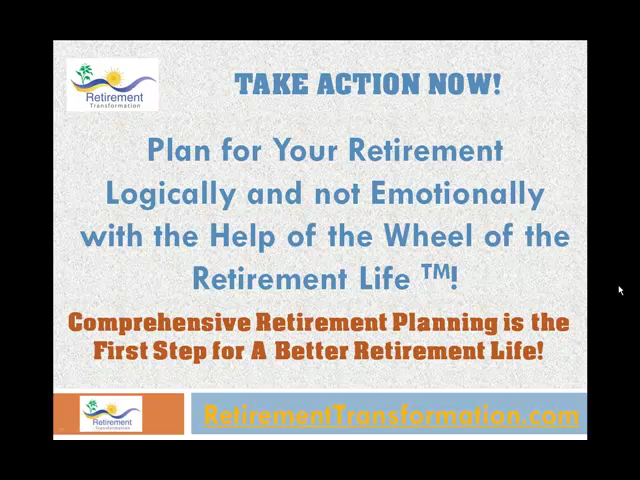 Retirement
Transformation
TAKE ACTION NOW!
Plan for Your Retirement
Logically and not Emotionally
with the Help of the Wheel of the
Retirement Life TM!
Comprehensive Retirement Planning is the
First Step for A Better Retirement Life!
Retirement
Transformation
RetirementTransformation.com